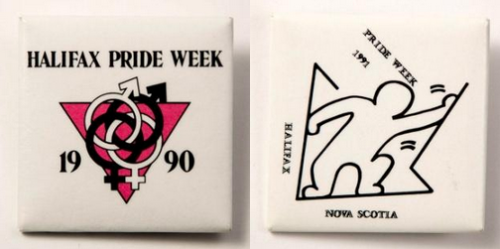 HALIFAX PRIDE WEEK
19 90
PRIDE WEEK
1991
HALIFAX
NOVA SCOTIA